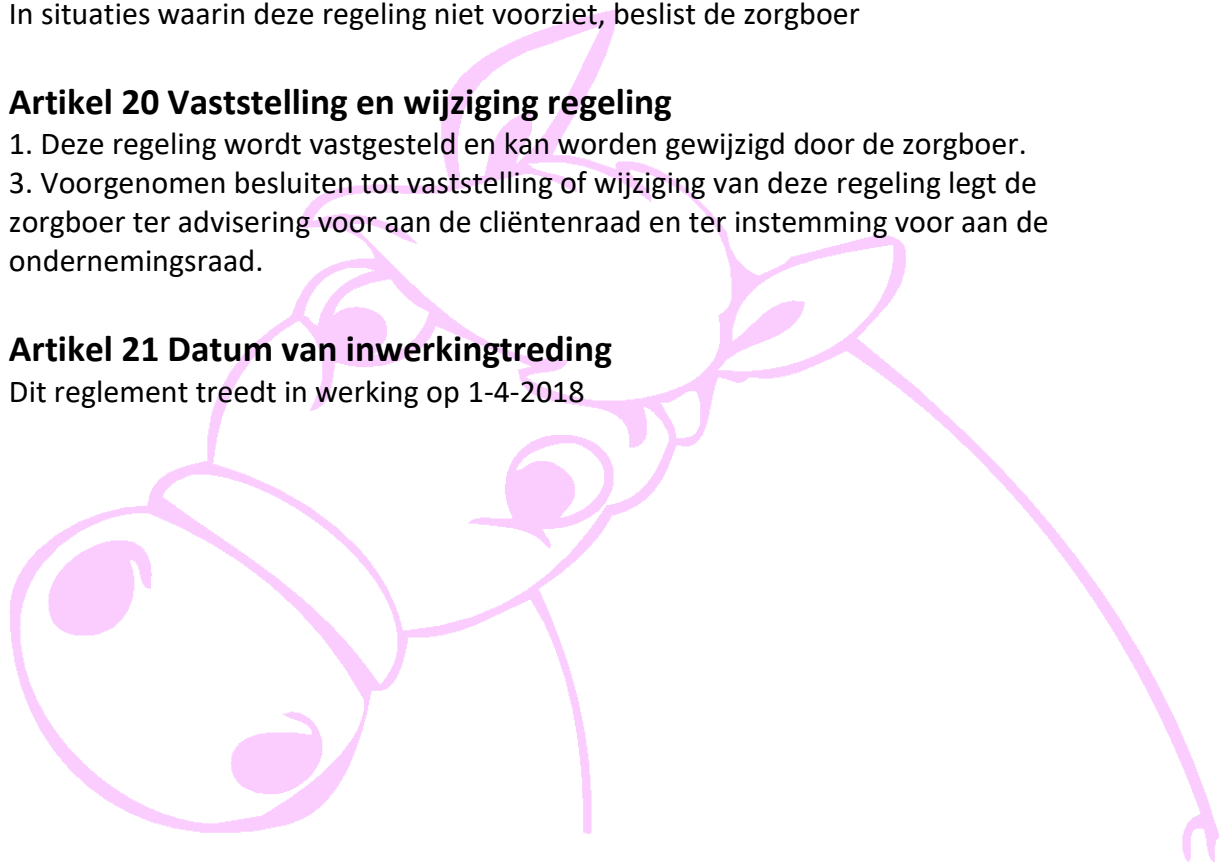 In situaties waarin deze regeling niet voorziet, beslist de zorgboer
Artikel 20 Vaststelling en wijziging regeling
1. Deze regeling wordt vastgesteld en kan worden gewijzigd door de zorgboer.
3. Voorgenomen besluiten tot vaststelling of wijziging van deze regeling legt de
zorgboer ter advisering voor aan de cliëntenraad en ter instemming voor aan de
ondernemingsraad.
Artikel 21 Datum van inwerkingtreding
Dit reglement treedt in werking op 1-4-2018